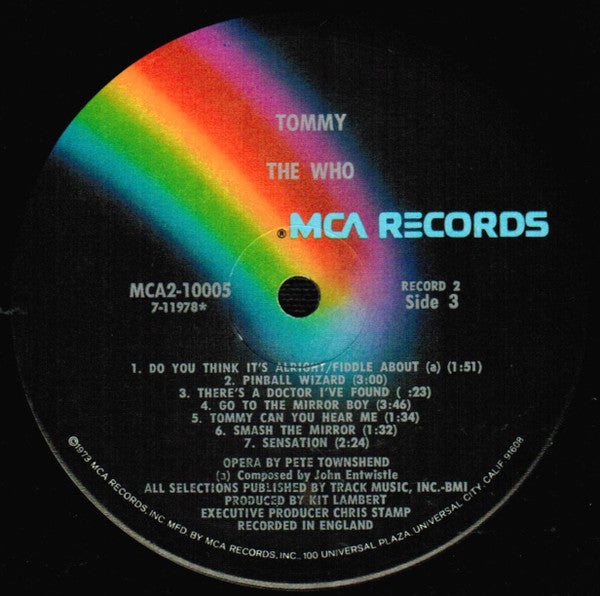 TOMMY
THE WHO
® MCA RECORDS
MCA2-10005
7-11978*
RECORD 2
Side 3
1. DO YOU THINK IT'S ALRIGHT/FIDDLE ABOUT (a) (1:51)
2. PINBALL WIZARD (3:00)
3. THERE'S A DOCTOR I'VE FOUND ( :23)
4. GO TO THE MIRROR BOY (3:46)
5. TOMMY CAN YOU HEAR ME (1:34)
6. SMASH THE MIRROR (1:32)
7. SENSATION (2:24)
OPERA BY PETE TOWNSHEND
(a) Composed by John Entwistle
ALL SELECTIONS PUBLISHED BY TRACK MUSIC, INC.-BMI
PRODUCED BY KIT LAMBERT
EXECUTIVE PRODUCER CHRIS STAMP
RECORDED IN ENGLAND
©1973 MCA RECORDS, INC. MFD. BY MCA RECORDS, INC., 100 UNIVERSAL PLAZA, UNIVERSAL CITY, CALIF. 91608